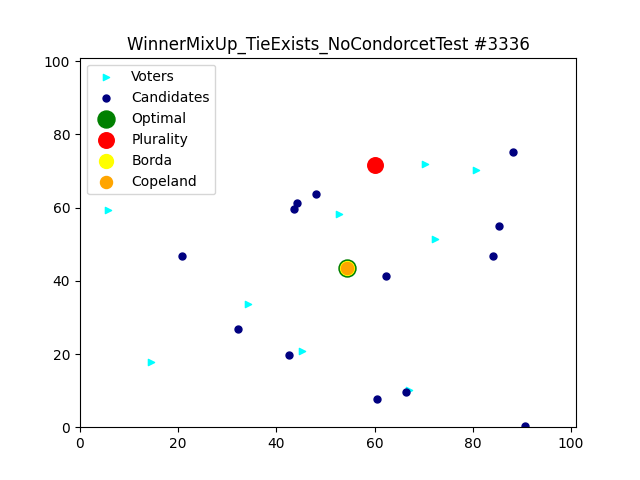 WinnerMixUp_TieExists_NoCondorcetTest #3336
Voters
Candidates
Optimal
Plurality
Borda
Copeland
100
80
60
40
20
0
0 20 40 60 80 100